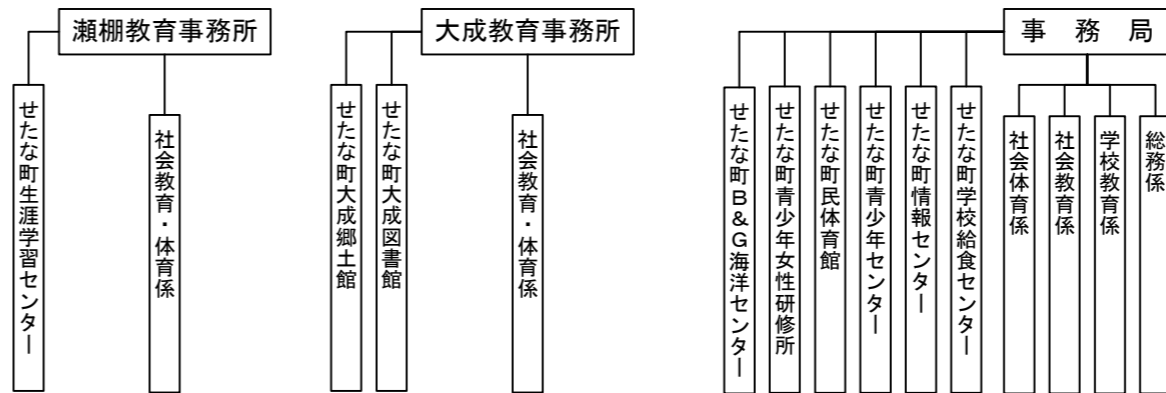 瀬棚教育事務所
せたな町生涯学習センター
社会教育・体育係
大成教育事務所
せたな町大成郷土館
せたな町大成図書館
社会教育・体育係
事務局
せたな町B&G海洋センター
せたな町青少年女性研修所
せたな町民体育館
せたな町青少年センター
せたな町情報センター
せたな町学校給食センター
社会体育係
社会教育係
学校教育係
総務係